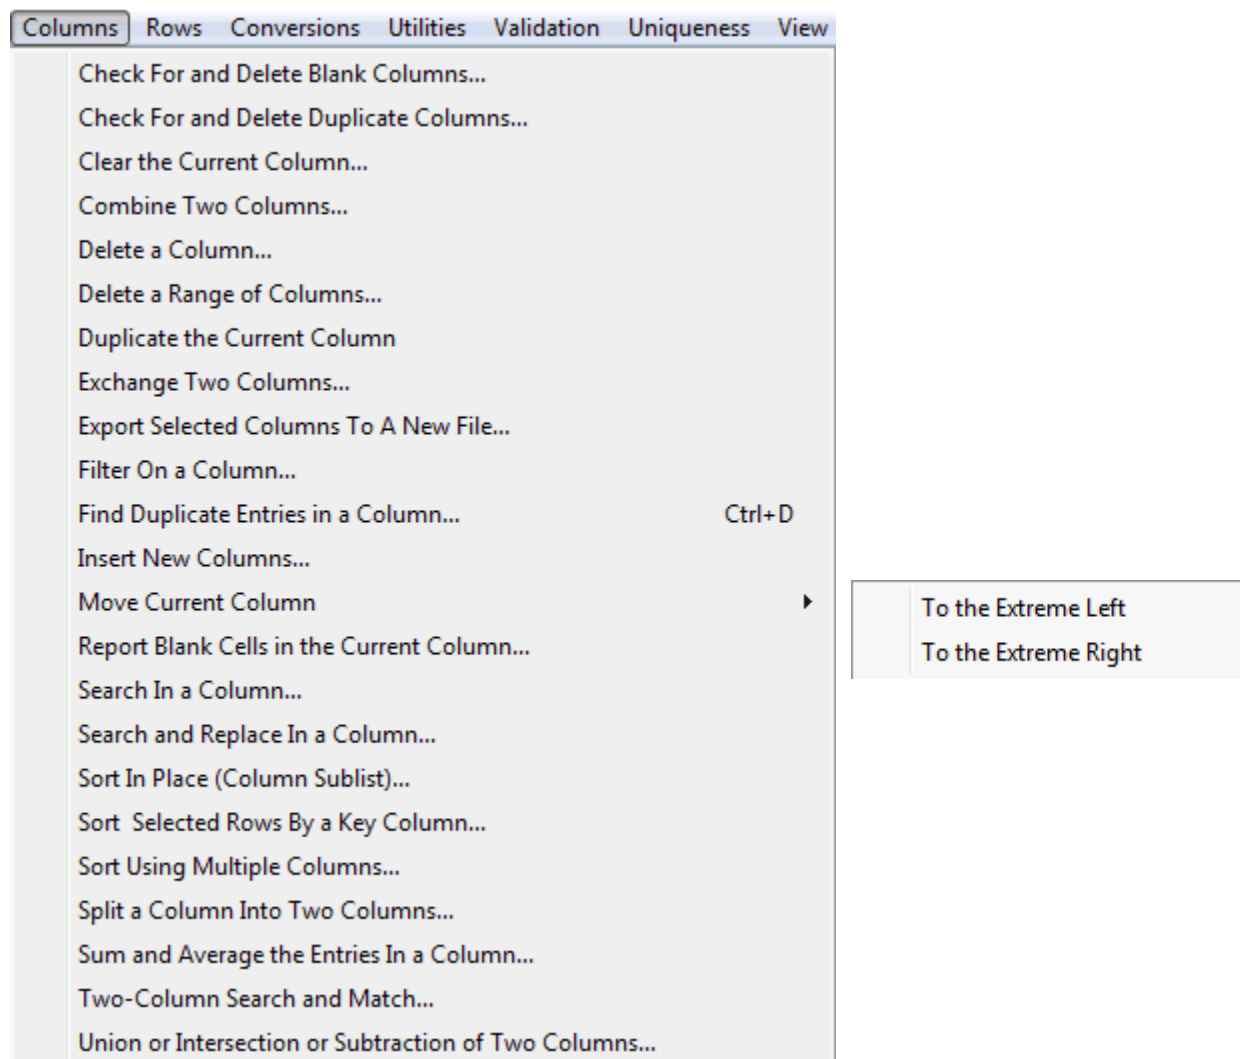 Columns Rows Conversions Utilities Validation Uniqueness View
Check For and Delete Blank Columns...
Check For and Delete Duplicate Columns...
Clear the Current Column...
Combine Two Columns...
Delete a Column...
Delete a Range of Columns...
Duplicate the Current Column
Exchange Two Columns...
Export Selected Columns To A New File...
Filter On a Column...
Find Duplicate Entries in a Column... Ctrl+D
Insert New Columns...
Move Current Column
To the Extreme Left
To the Extreme Right
Report Blank Cells in the Current Column...
Search In a Column...
Search and Replace In a Column...
Sort In Place (Column Sublist)...
Sort  Selected Rows By a Key Column...
Sort Using Multiple Columns...
Split a Column Into Two Columns...
Sum and Average the Entries In a Column...
Two-Column Search and Match...
Union or Intersection or Subtraction of Two Columns...